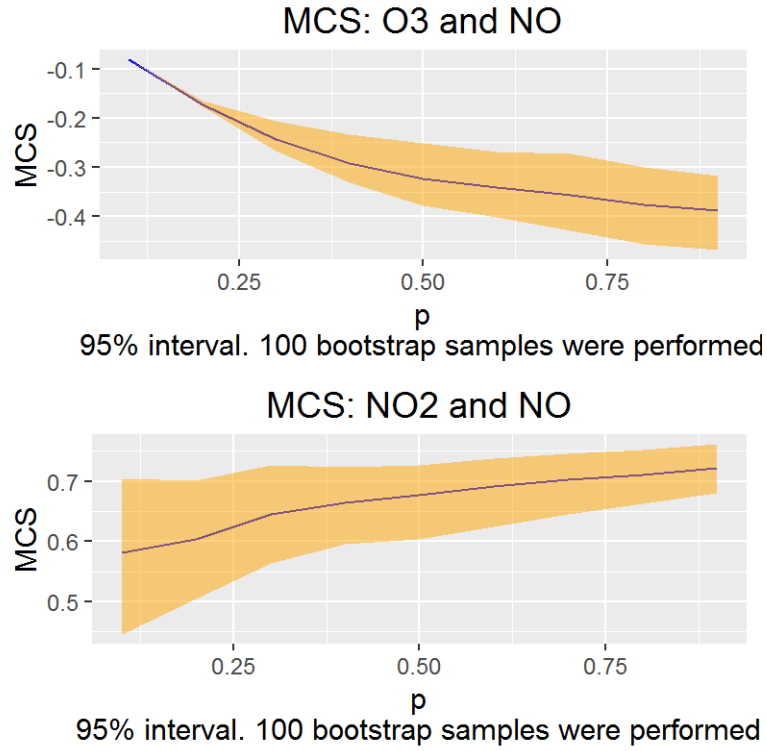 MCS: O3 and NO
-0.1
-0.2
-0.3
-0.4
MCS
0.25 0.50 0.75
p
95% interval. 100 bootstrap samples were performed
MCS: NO2 and NO
0.7
0.6
0.5
MCS
0.25 0.50 0.75
p
95% interval. 100 bootstrap samples were performed